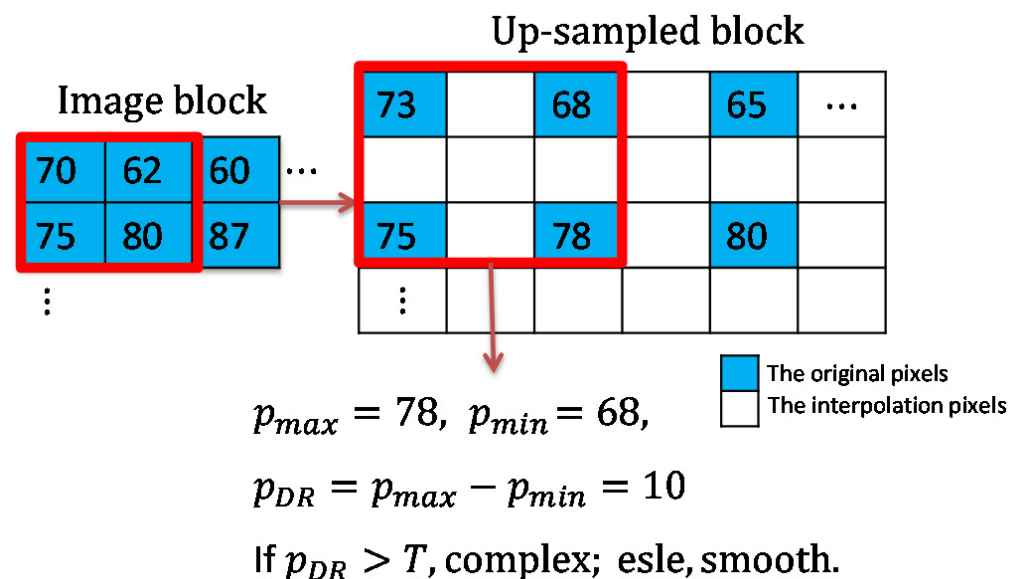 Up-sampled block
Image block
73 68 65 ...
70 62 60 ...
75 80 87
75 78 80
⋮
⋮
The original pixels
The interpolation pixels
p_max = 78, p_min = 68,
p_DR = p_max − p_min = 10
If p_DR > T, complex; esle, smooth.